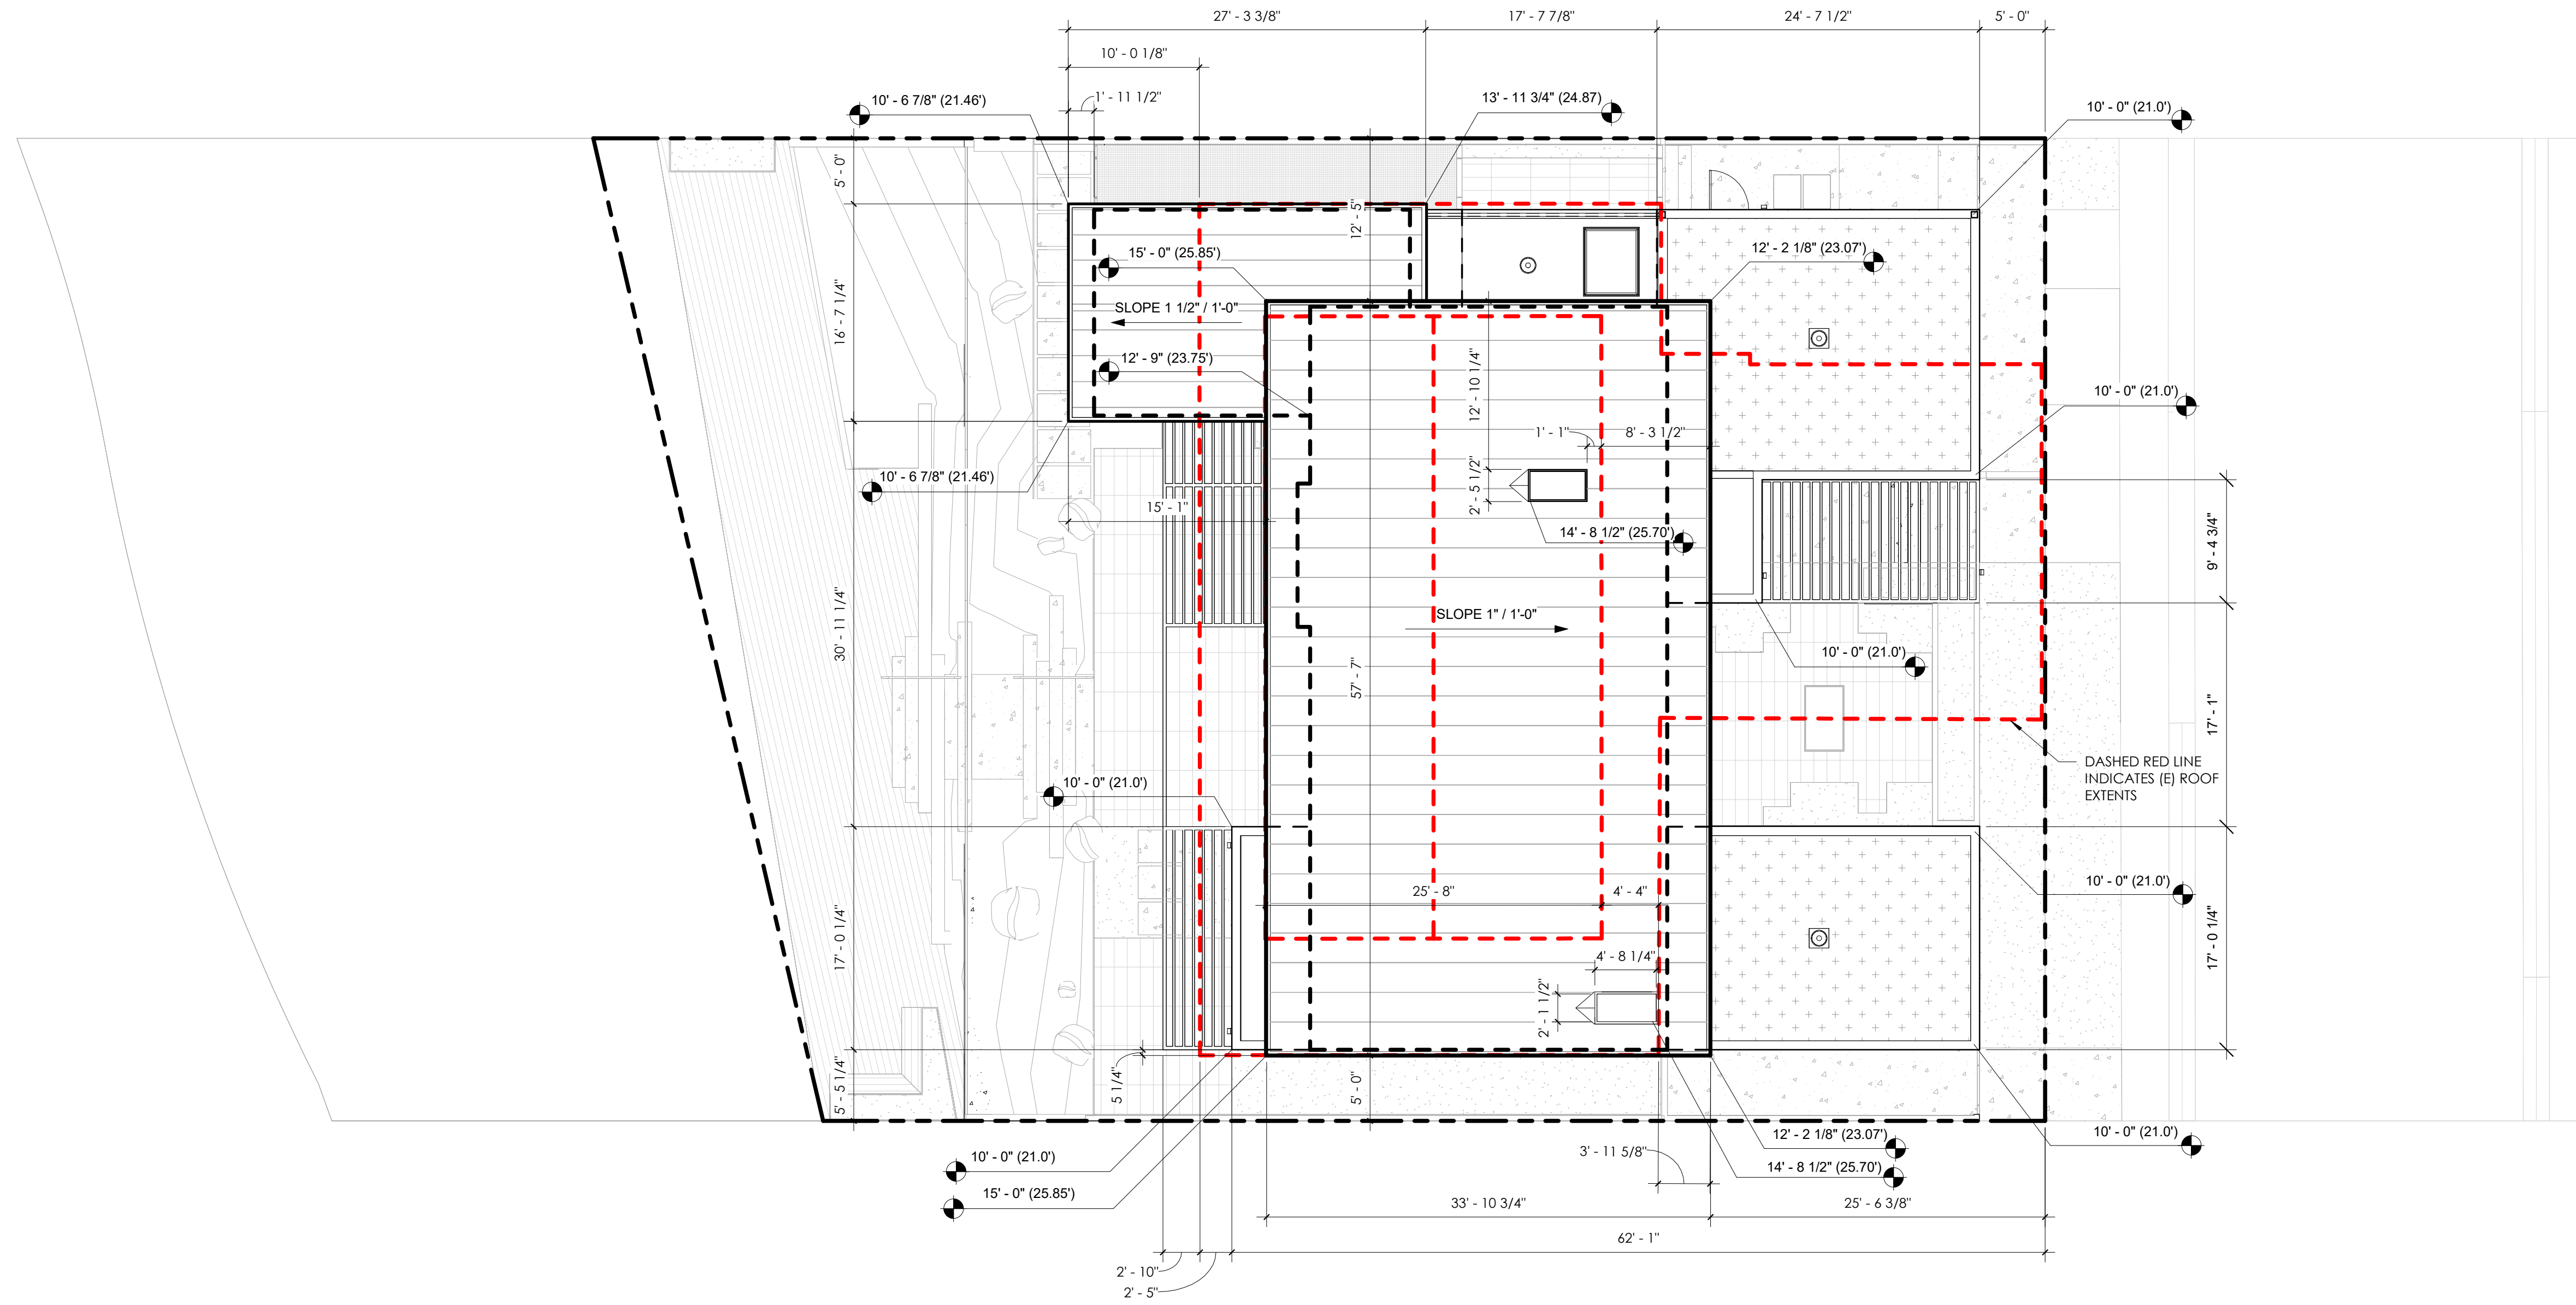 27' - 3 3/8"
17' - 7 7/8"
24' - 7 1/2"
5' - 0"
10' - 0 1/8"
1' - 11 1/2"
10' - 6 7/8" (21.46')
13' - 11 3/4" (24.87)
10' - 0" (21.0')
5' - 0"
12' - 5"
15' - 0" (25.85')
12' - 2 1/8" (23.07')
SLOPE 1 1/2" / 1'-0"
16' - 7 1/4"
12' - 9" (23.75')
12' - 10 1/4"
10' - 0" (21.0')
1' - 1"
8' - 3 1/2"
10' - 6 7/8" (21.46')
2' - 5 1/2"
15' - 1"
14' - 8 1/2" (25.70')
9' - 4 3/4"
SLOPE 1" / 1'-0"
30' - 11 1/4"
10' - 0" (21.0')
57' - 7"
17' - 1"
DASHED RED LINE
INDICATES (E) ROOF
EXTENTS
10' - 0" (21.0')
25' - 8"
4' - 4"
10' - 0" (21.0')
17' - 0 1/4"
17' - 0 1/4"
4' - 8 1/4"
2' - 1 1/2"
5' - 5 1/4"
5 1/4"
5' - 0"
10' - 0" (21.0')
12' - 2 1/8" (23.07')
10' - 0" (21.0')
3' - 11 5/8"
14' - 8 1/2" (25.70')
15' - 0" (25.85')
33' - 10 3/4"
25' - 6 3/8"
62' - 1"
2' - 10"
2' - 5"